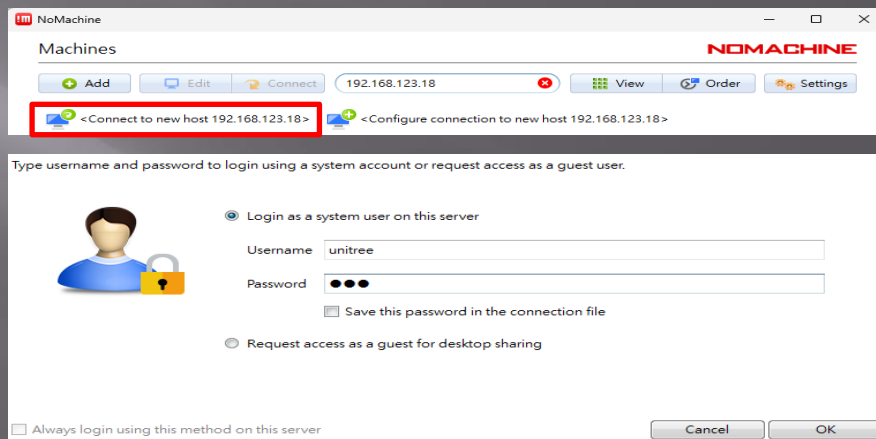 !m NoMachine
Machines NOMACHINE
Add Edit Connect 192.168.123.18 View Order Settings
<Connect to new host 192.168.123.18> <Configure connection to new host 192.168.123.18>
Type username and password to login using a system account or request access as a guest user.
Login as a system user on this server
Username unitree
Password ●●●
Save this password in the connection file
Request access as a guest for desktop sharing
Always login using this method on this server Cancel OK